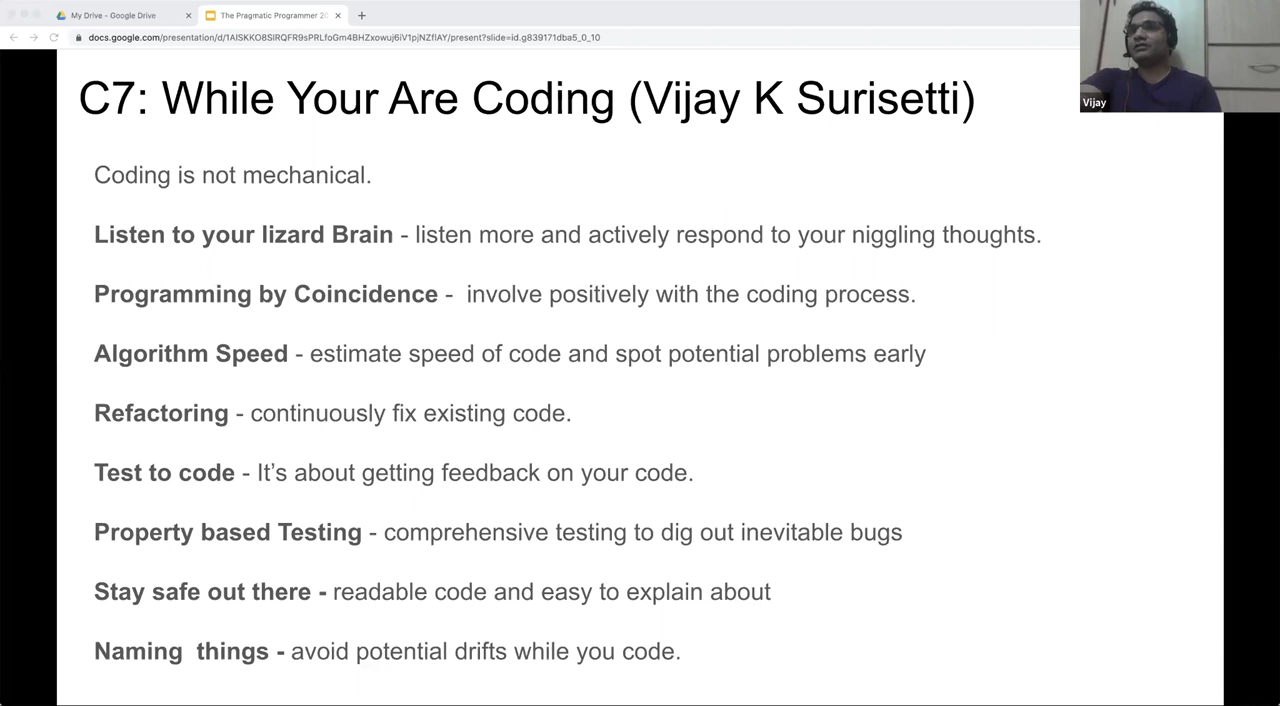 My Drive - Google Drive
The Pragmatic Programmer 20
docs.google.com/presentation/d/1AlSKKO8SlRQFR9sPRLfoGm4BHZxowuj6iV1pjNZflAY/present?slide=id.g839171dba5_0_10
C7: While Your Are Coding (Vijay K Surisetti)
Vijay
Coding is not mechanical.
Listen to your lizard Brain - listen more and actively respond to your niggling thoughts.
Programming by Coincidence - involve positively with the coding process.
Algorithm Speed - estimate speed of code and spot potential problems early
Refactoring - continuously fix existing code.
Test to code - It's about getting feedback on your code.
Property based Testing - comprehensive testing to dig out inevitable bugs
Stay safe out there - readable code and easy to explain about
Naming things - avoid potential drifts while you code.